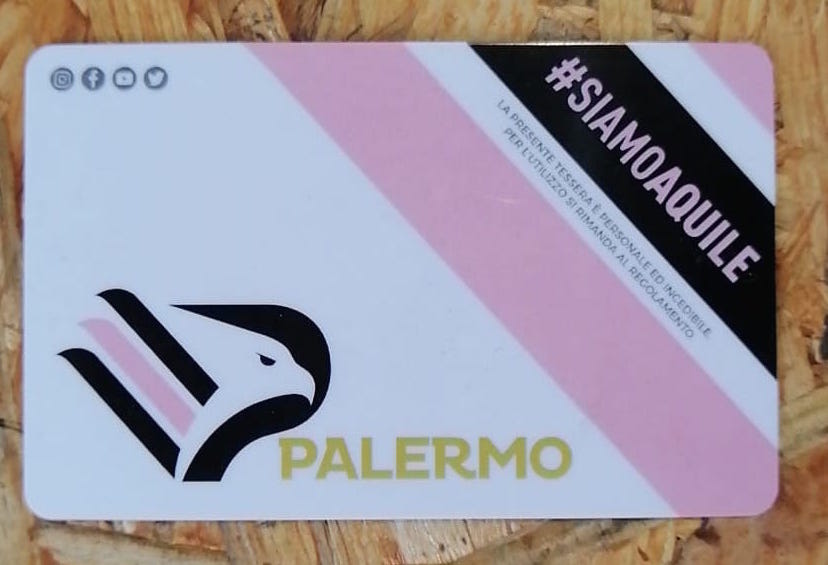 #SIAMOAQUILE
LA PRESENTE TESSERA È PERSONALE ED INCEDIBILE.
PER L'UTILIZZO SI RIMANDA AL REGOLAMENTO.
PALERMO